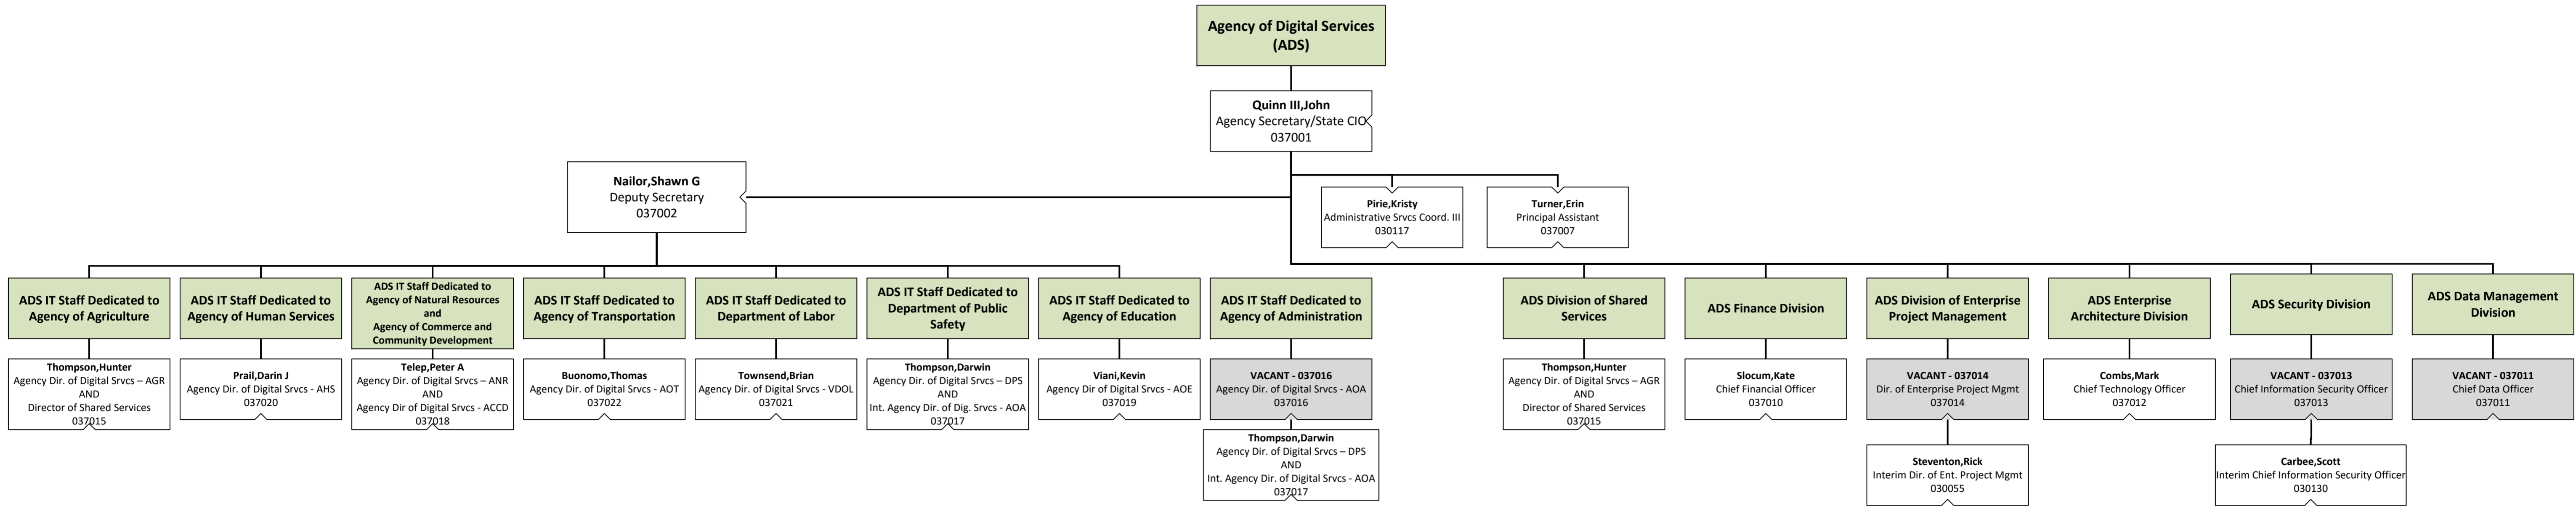 Agency of Digital Services
(ADS)
Quinn III,John
Agency Secretary/State CIO
037001
Nailor,Shawn G
Deputy Secretary
037002
Pirie,Kristy
Administrative Srvcs Coord. III
030117
Turner,Erin
Principal Assistant
037007
ADS IT Staff Dedicated to
Agency of Agriculture
ADS IT Staff Dedicated to
Agency of Human Services
ADS IT Staff Dedicated to
Agency of Natural Resources
and
Agency of Commerce and
Community Development
ADS IT Staff Dedicated to
Agency of Transportation
ADS IT Staff Dedicated to
Department of Labor
ADS IT Staff Dedicated to
Department of Public
Safety
ADS IT Staff Dedicated to
Agency of Education
ADS IT Staff Dedicated to
Agency of Administration
ADS Division of Shared
Services
ADS Finance Division
ADS Division of Enterprise
Project Management
ADS Enterprise
Architecture Division
ADS Security Division
ADS Data Management
Division
Thompson,Hunter
Agency Dir. of Digital Srvcs – AGR
AND
Director of Shared Services
037015
Prail,Darin J
Agency Dir. of Digital Srvcs - AHS
037020
Telep,Peter A
Agency Dir. of Digital Srvcs – ANR
AND
Agency Dir of Digital Srvcs - ACCD
037018
Buonomo,Thomas
Agency Dir. of Digital Srvcs - AOT
037022
Townsend,Brian
Agency Dir. of Digital Srvcs - VDOL
037021
Thompson,Darwin
Agency Dir. of Digital Srvcs – DPS
AND
Int. Agency Dir. of Dig. Srvcs - AOA
037017
Viani,Kevin
Agency Dir. of Digital Srvcs - AOE
037019
VACANT - 037016
Agency Dir. of Digital Srvcs - AOA
037016
Thompson,Darwin
Agency Dir. of Digital Srvcs – DPS
AND
Int. Agency Dir. of Digital Srvcs - AOA
037017
Thompson,Hunter
Agency Dir. of Digital Srvcs – AGR
AND
Director of Shared Services
037015
Slocum,Kate
Chief Financial Officer
037010
VACANT - 037014
Dir. of Enterprise Project Mgmt
037014
Steventon,Rick
Interim Dir. of Ent. Project Mgmt
030055
Combs,Mark
Chief Technology Officer
037012
VACANT - 037013
Chief Information Security Officer
037013
Carbee,Scott
Interim Chief Information Security Officer
030130
VACANT - 037011
Chief Data Officer
037011